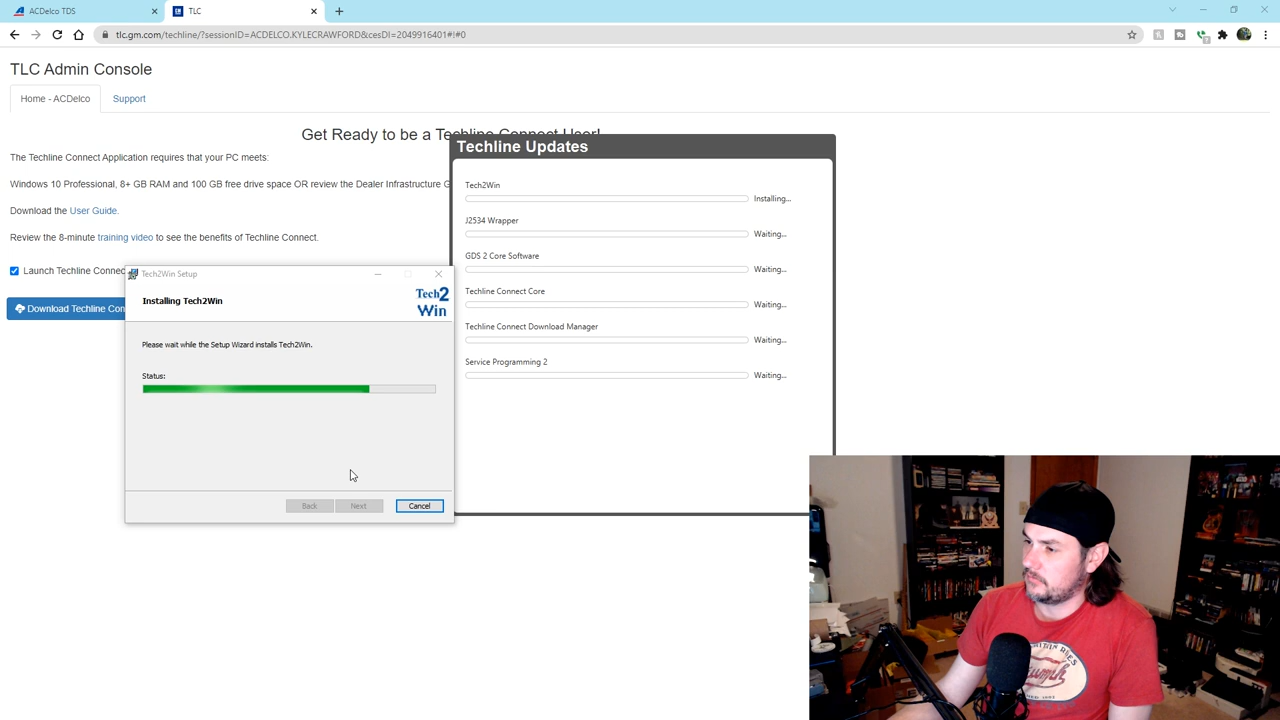 ACDelco TDS
TLC
tlc.gm.com/techline/?sessionID=ACDELCO.KYLECRAWFORD&cesDI=2049916401#!#0
TLC Admin Console
Home - ACDelco
Support
Get Ready to be a Techline Connect User!
The Techline Connect Application requires that your PC meets:
Windows 10 Professional, 8+ GB RAM and 100 GB free drive space OR review the Dealer Infrastructure G
Download the User Guide.
Review the 8-minute training video to see the benefits of Techline Connect.
Launch Techline Connec
Download Techline Con
Techline Updates
Tech2Win
Installing...
J2534 Wrapper
Waiting...
GDS 2 Core Software
Waiting...
Techline Connect Core
Waiting...
Techline Connect Download Manager
Waiting...
Service Programming 2
Waiting...
Tech2Win Setup
Installing Tech2Win
Tech2
Win
Please wait while the Setup Wizard installs Tech2Win.
Status:
Back
Next
Cancel